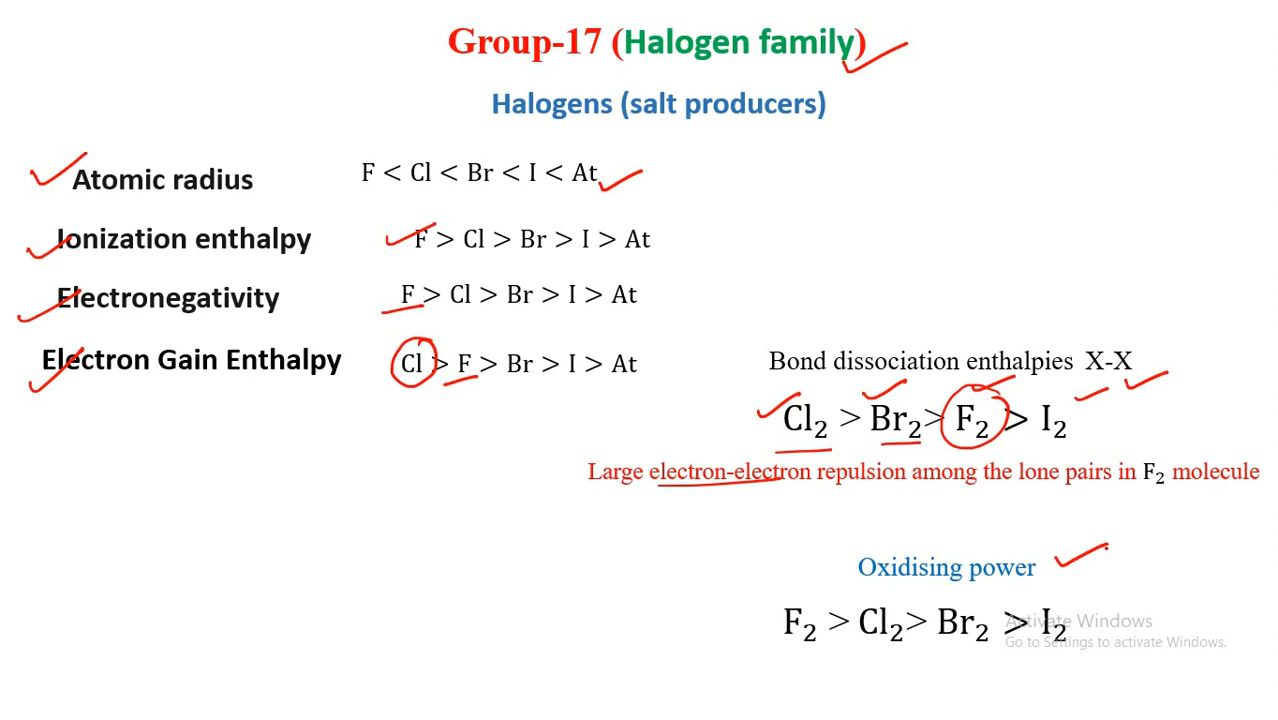 Group-17 (Halogen family)
Halogens (salt producers)
Atomic radius F < Cl < Br < I < At
Ionization enthalpy F > Cl > Br > I > At
Electronegativity F > Cl > Br > I > At
Electron Gain Enthalpy Cl > F > Br > I > At
Bond dissociation enthalpies X-X
Cl₂ > Br₂ > F₂ > I₂
Large electron-electron repulsion among the lone pairs in F₂ molecule
Oxidising power
F₂ > Cl₂ > Br₂ > I₂
Activate Windows
Go to Settings to activate Windows.